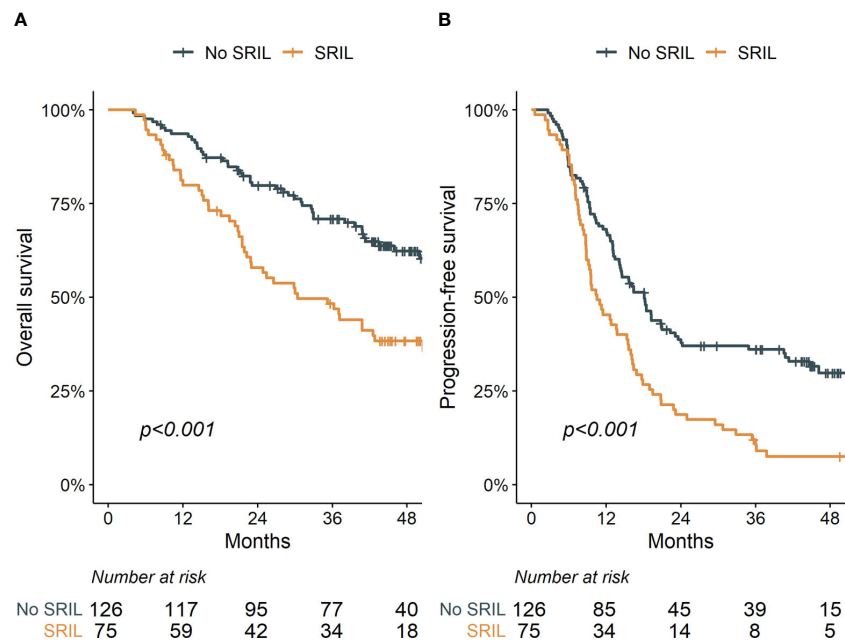 A
No SRIL SRIL
Overall survival
100%
75%
50%
25%
0%
p<0.001
0 12 24 36 48
Months
Number at risk
No SRIL 126 117 95 77 40
SRIL 75 59 42 34 18
B
No SRIL SRIL
Progression-free survival
100%
75%
50%
25%
0%
p<0.001
0 12 24 36 48
Months
Number at risk
No SRIL 126 85 45 39 15
SRIL 75 34 14 8 5